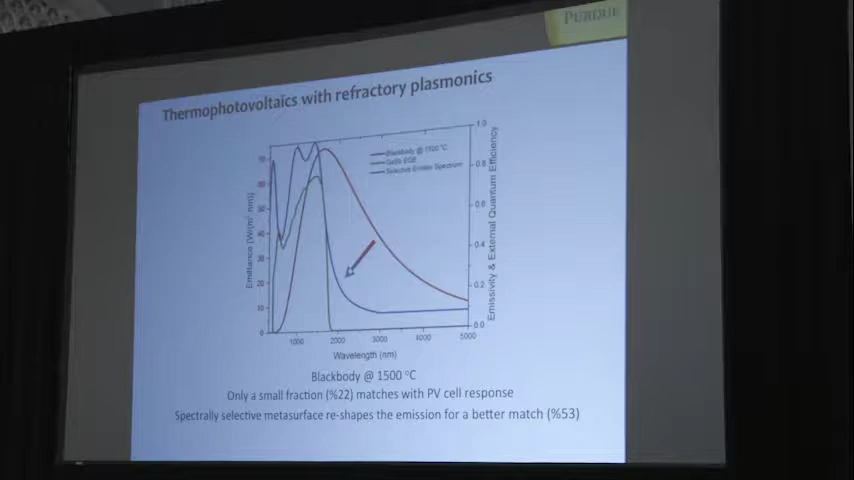 PURDUE
Thermophotovoltaics with refractory plasmonics
Blackbody @ 1500 °C
GaSb EQE
Selective Emitter Spectrum
Emittance [W/(m² nm)]
70
60
50
40
30
20
10
0
1.0
0.8
0.6
0.4
0.2
0.0
Emissivity & External Quantum Efficiency
1000 2000 3000 4000 5000
Wavelength (nm)
Blackbody @ 1500 °C
Only a small fraction (%22) matches with PV cell response
Spectrally selective metasurface re-shapes the emission for a better match (%53)